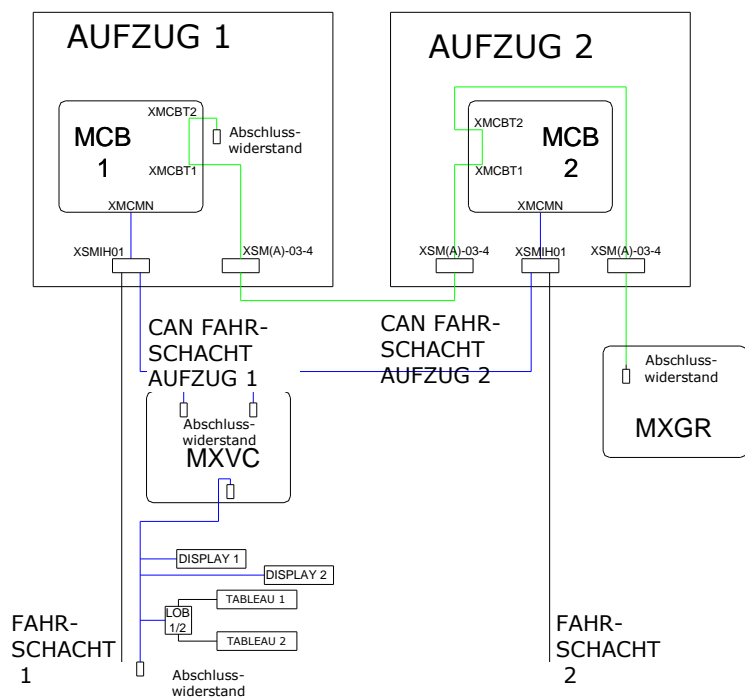 AUFZUG 1
AUFZUG 2
XMCBT2
MCB
1
Abschluss-
widerstand
XMCBT1
XMCMN
XMCBT2
MCB
2
XMCBT1
XMCMN
XSMIH01
XSM(A)-03-4
XSM(A)-03-4
XSMIH01
XSM(A)-03-4
CAN FAHR-
SCHACHT
AUFZUG 1
CAN FAHR-
SCHACHT
AUFZUG 2
Abschluss-
widerstand
MXGR
Abschluss-
widerstand
MXVC
DISPLAY 1
DISPLAY 2
TABLEAU 1
LOB
1/2
TABLEAU 2
FAHR-
SCHACHT
1
Abschluss-
widerstand
FAHR-
SCHACHT
2